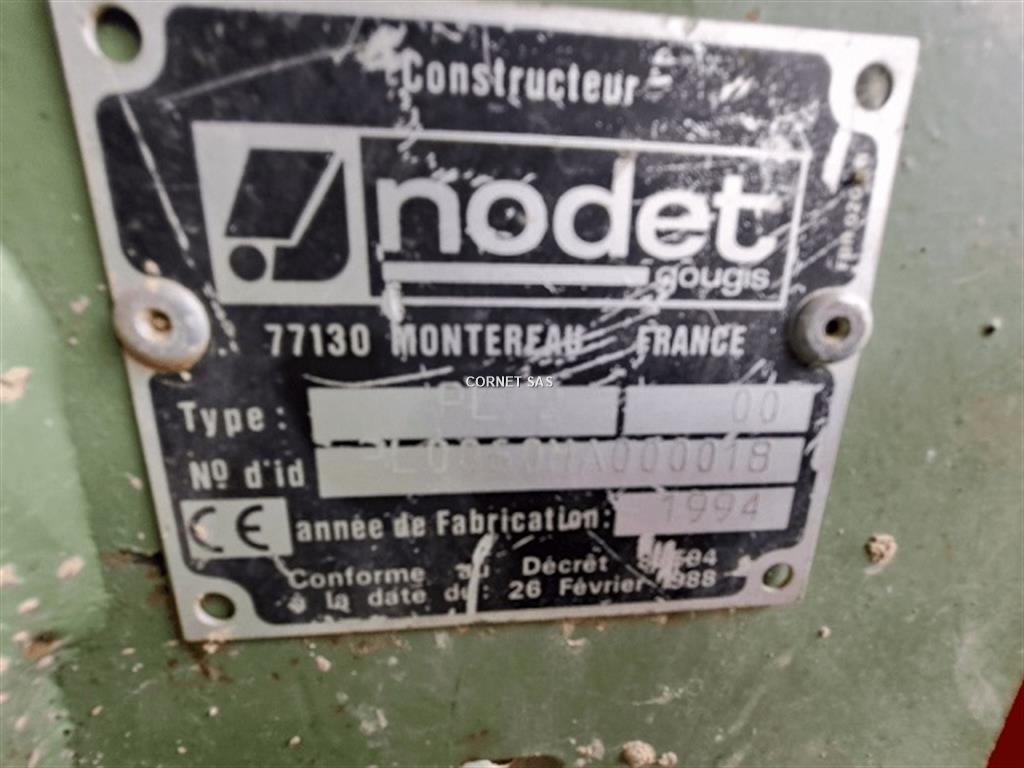 Constructeur
nodet
gougis
77130 MONTEREAU FRANCE
CORNET SAS
Type: 00
Nº d'id
CE année de Fabrication: 1994
Conforme au Décret
à la date du: 26 Février 1988